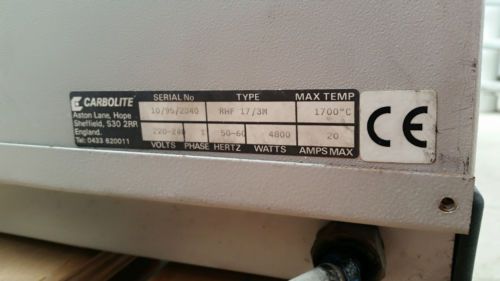 CARBOLITE
Aston Lane, Hope
Sheffield, S30 2RR
England.
Tel: 0433 620011
SERIAL No TYPE MAX TEMP
10/95/2040 RHF 17/3M 1700°C
220-240 1 50-60 4800 20
VOLTS PHASE HERTZ WATTS AMPS MAX
CE